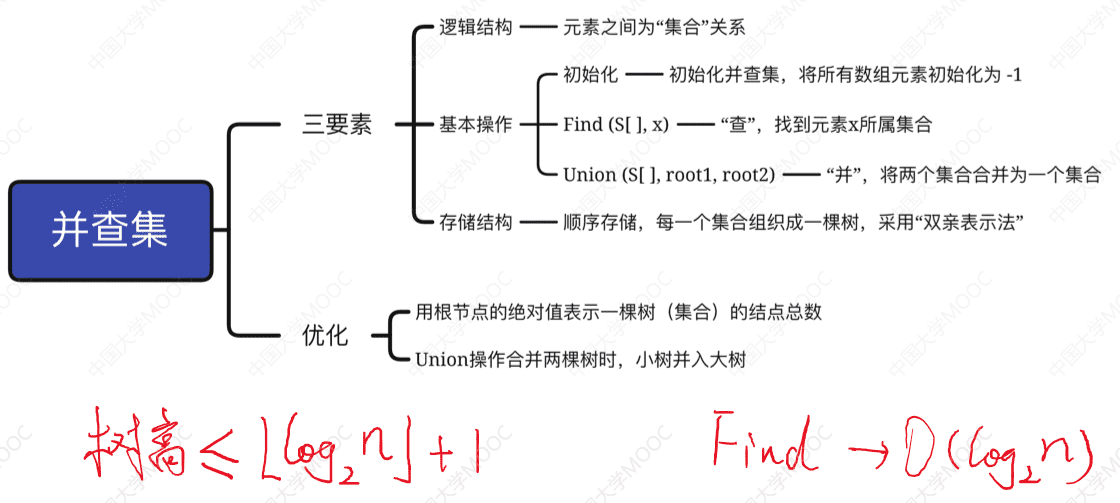 并查集
三要素
逻辑结构
元素之间为“集合”关系
基本操作
初始化
初始化并查集，将所有数组元素初始化为 -1
Find (S[ ], x)
“查”，找到元素x所属集合
Union (S[ ], root1, root2)
“并”，将两个集合合并为一个集合
存储结构
顺序存储，每一个集合组织成一棵树，采用“双亲表示法”
优化
用根节点的绝对值表示一棵树（集合）的结点总数
Union操作合并两棵树时，小树并入大树
树高≤⌊log₂n⌋+1
Find → O(log₂n)
中国大学MOOC